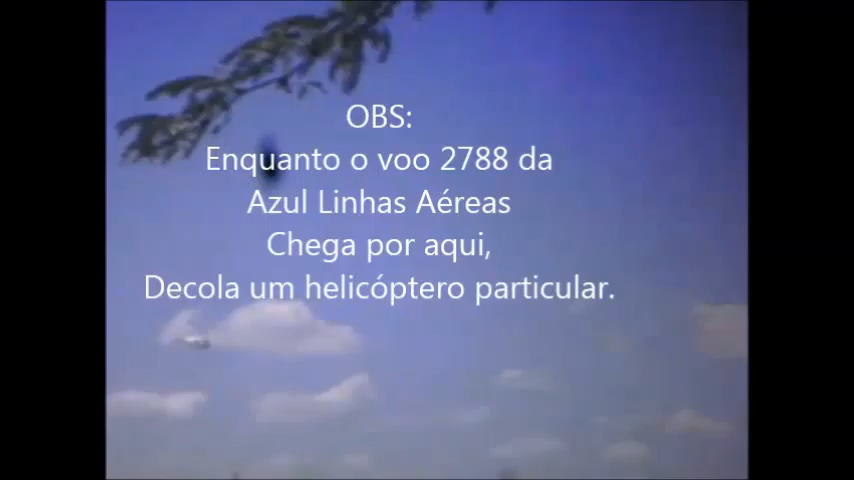 OBS:
Enquanto o voo 2788 da
Azul Linhas Aéreas
Chega por aqui,
Decola um helicóptero particular.